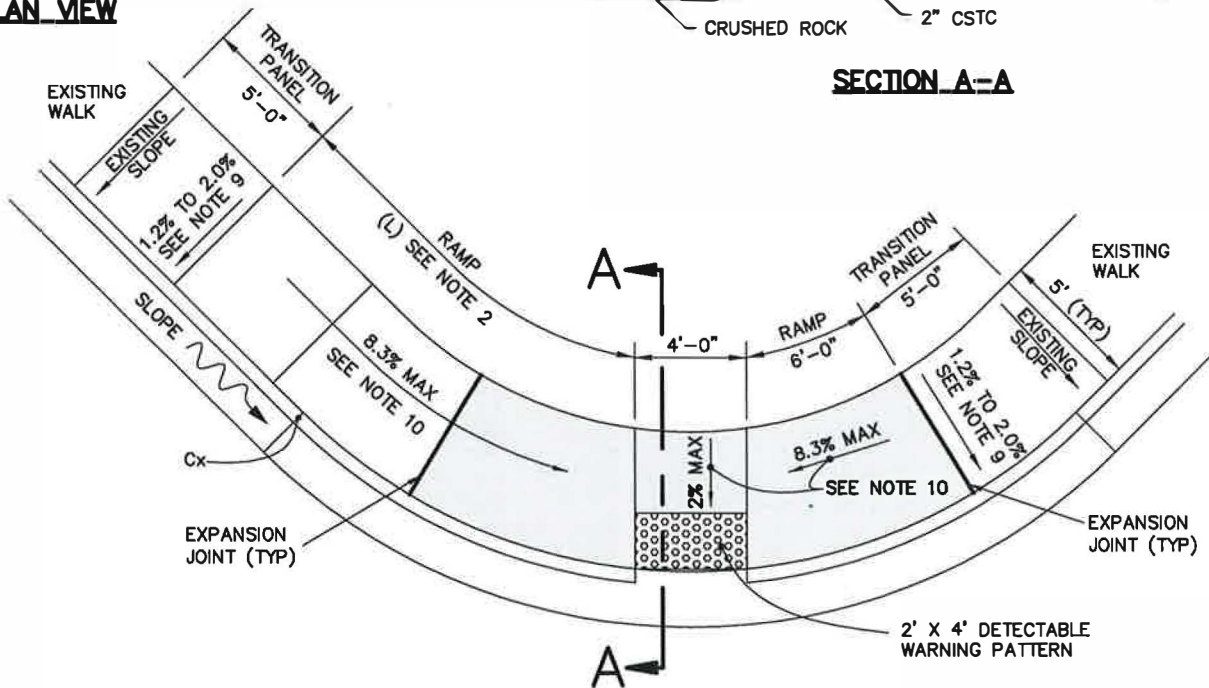 LAN VIEW
CRUSHED ROCK
2" CSTC
SECTION A-A
EXISTING
WALK
TRANSITION
PANEL
5'-0"
EXISTING
SLOPE
1.2% TO 2.0%
SEE NOTE 9
RAMP
(L) SEE NOTE 2
SLOPE
8.3% MAX
SEE NOTE 10
Cx
EXPANSION
JOINT (TYP)
A
4'-0"
RAMP
6'-0"
TRANSITION
PANEL
5'-0"
EXISTING
WALK
5' (TYP)
EXISTING
SLOPE
1.2% TO 2.0%
SEE NOTE 9
2% MAX
8.3% MAX
SEE NOTE 10
EXPANSION
JOINT (TYP)
2' X 4' DETECTABLE
WARNING PATTERN
A